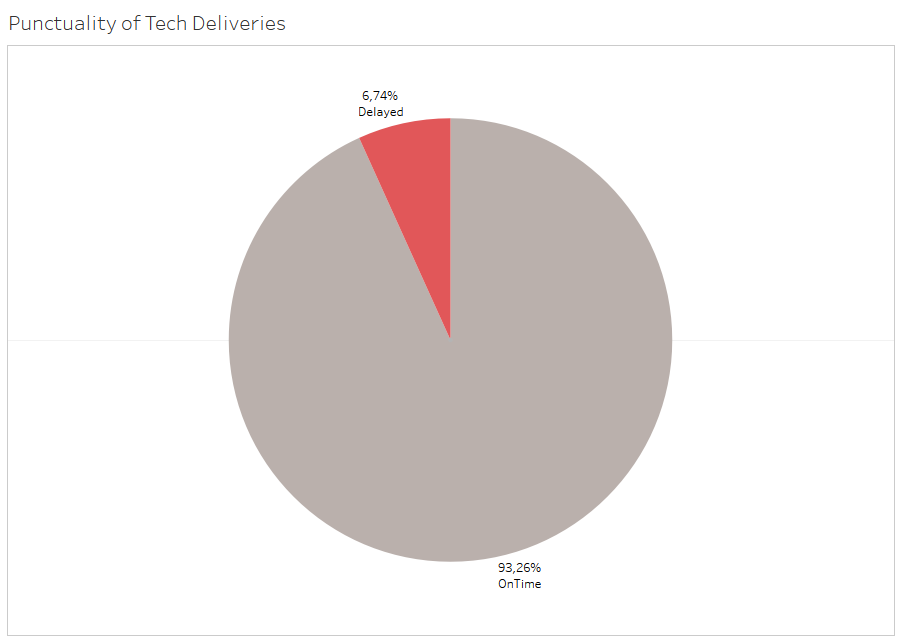 Punctuality of Tech Deliveries
6,74%
Delayed
93,26%
OnTime